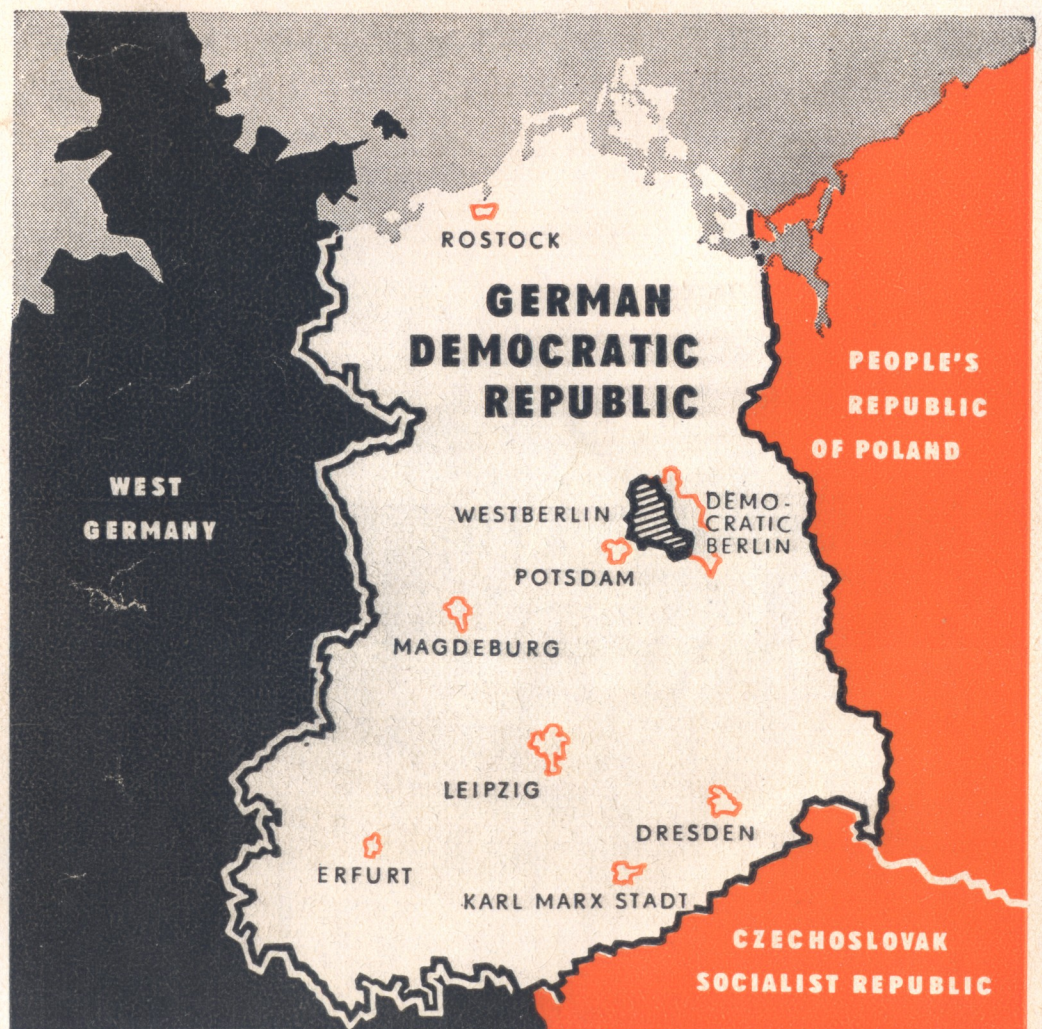 ROSTOCK
GERMAN
DEMOCRATIC
REPUBLIC
PEOPLE'S
REPUBLIC
OF POLAND
WEST
GERMANY
WESTBERLIN
DEMO-
CRATIC
BERLIN
POTSDAM
MAGDEBURG
LEIPZIG
DRESDEN
ERFURT
KARL MARX STADT
CZECHOSLOVAK
SOCIALIST REPUBLIC